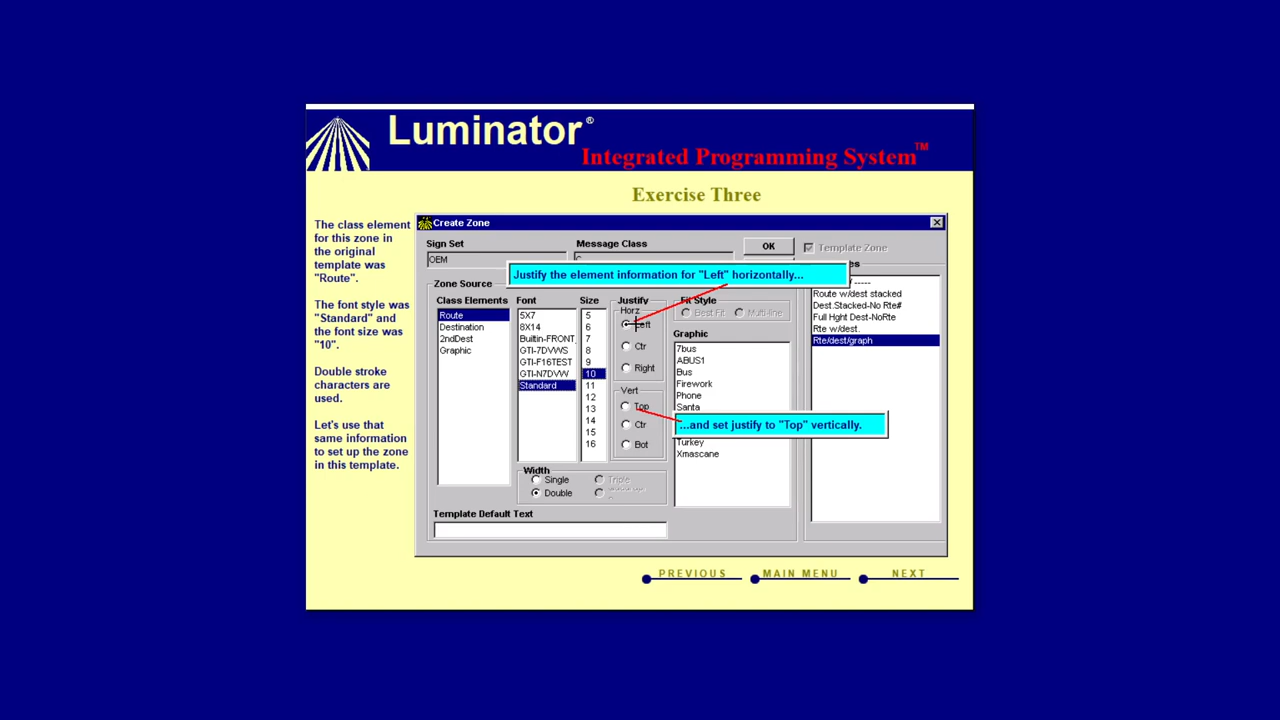 Luminator®
Integrated Programming System™
Exercise Three
The class element
for this zone in
the original
template was
"Route".
The font style was
"Standard" and
the font size was
"10".
Double stroke
characters are
used.
Let's use that
same information
to set up the zone
in this template.
Create Zone
Sign Set
OEM
Message Class
OK
Template Zone
Justify the element information for "Left" horizontally...
Zone Source
Class Elements
Route
Destination
2ndDest
Graphic
Font
5X7
8X14
Builtin-FRONT
GTI-7DVWS
GTI-F16TEST
GTI-N7DVW
Standard
Size
5
6
7
8
9
10
11
12
13
14
15
16
Justify
Horz
Left
Ctr
Right
Vert
Top
Ctr
Bot
Fit Style
Best Fit
Multi-line
Graphic
7bus
ABUS1
Bus
Firework
Phone
Santa
...and set justify to "Top" vertically.
Turkey
Xmascane
-----
Route w/dest stacked
Dest.Stacked-No Rte#
Full Hght Dest-NoRte
Rte w/dest.
Rte/dest/graph
Width
Single
Triple
Double
Template Default Text
PREVIOUS
MAIN MENU
NEXT